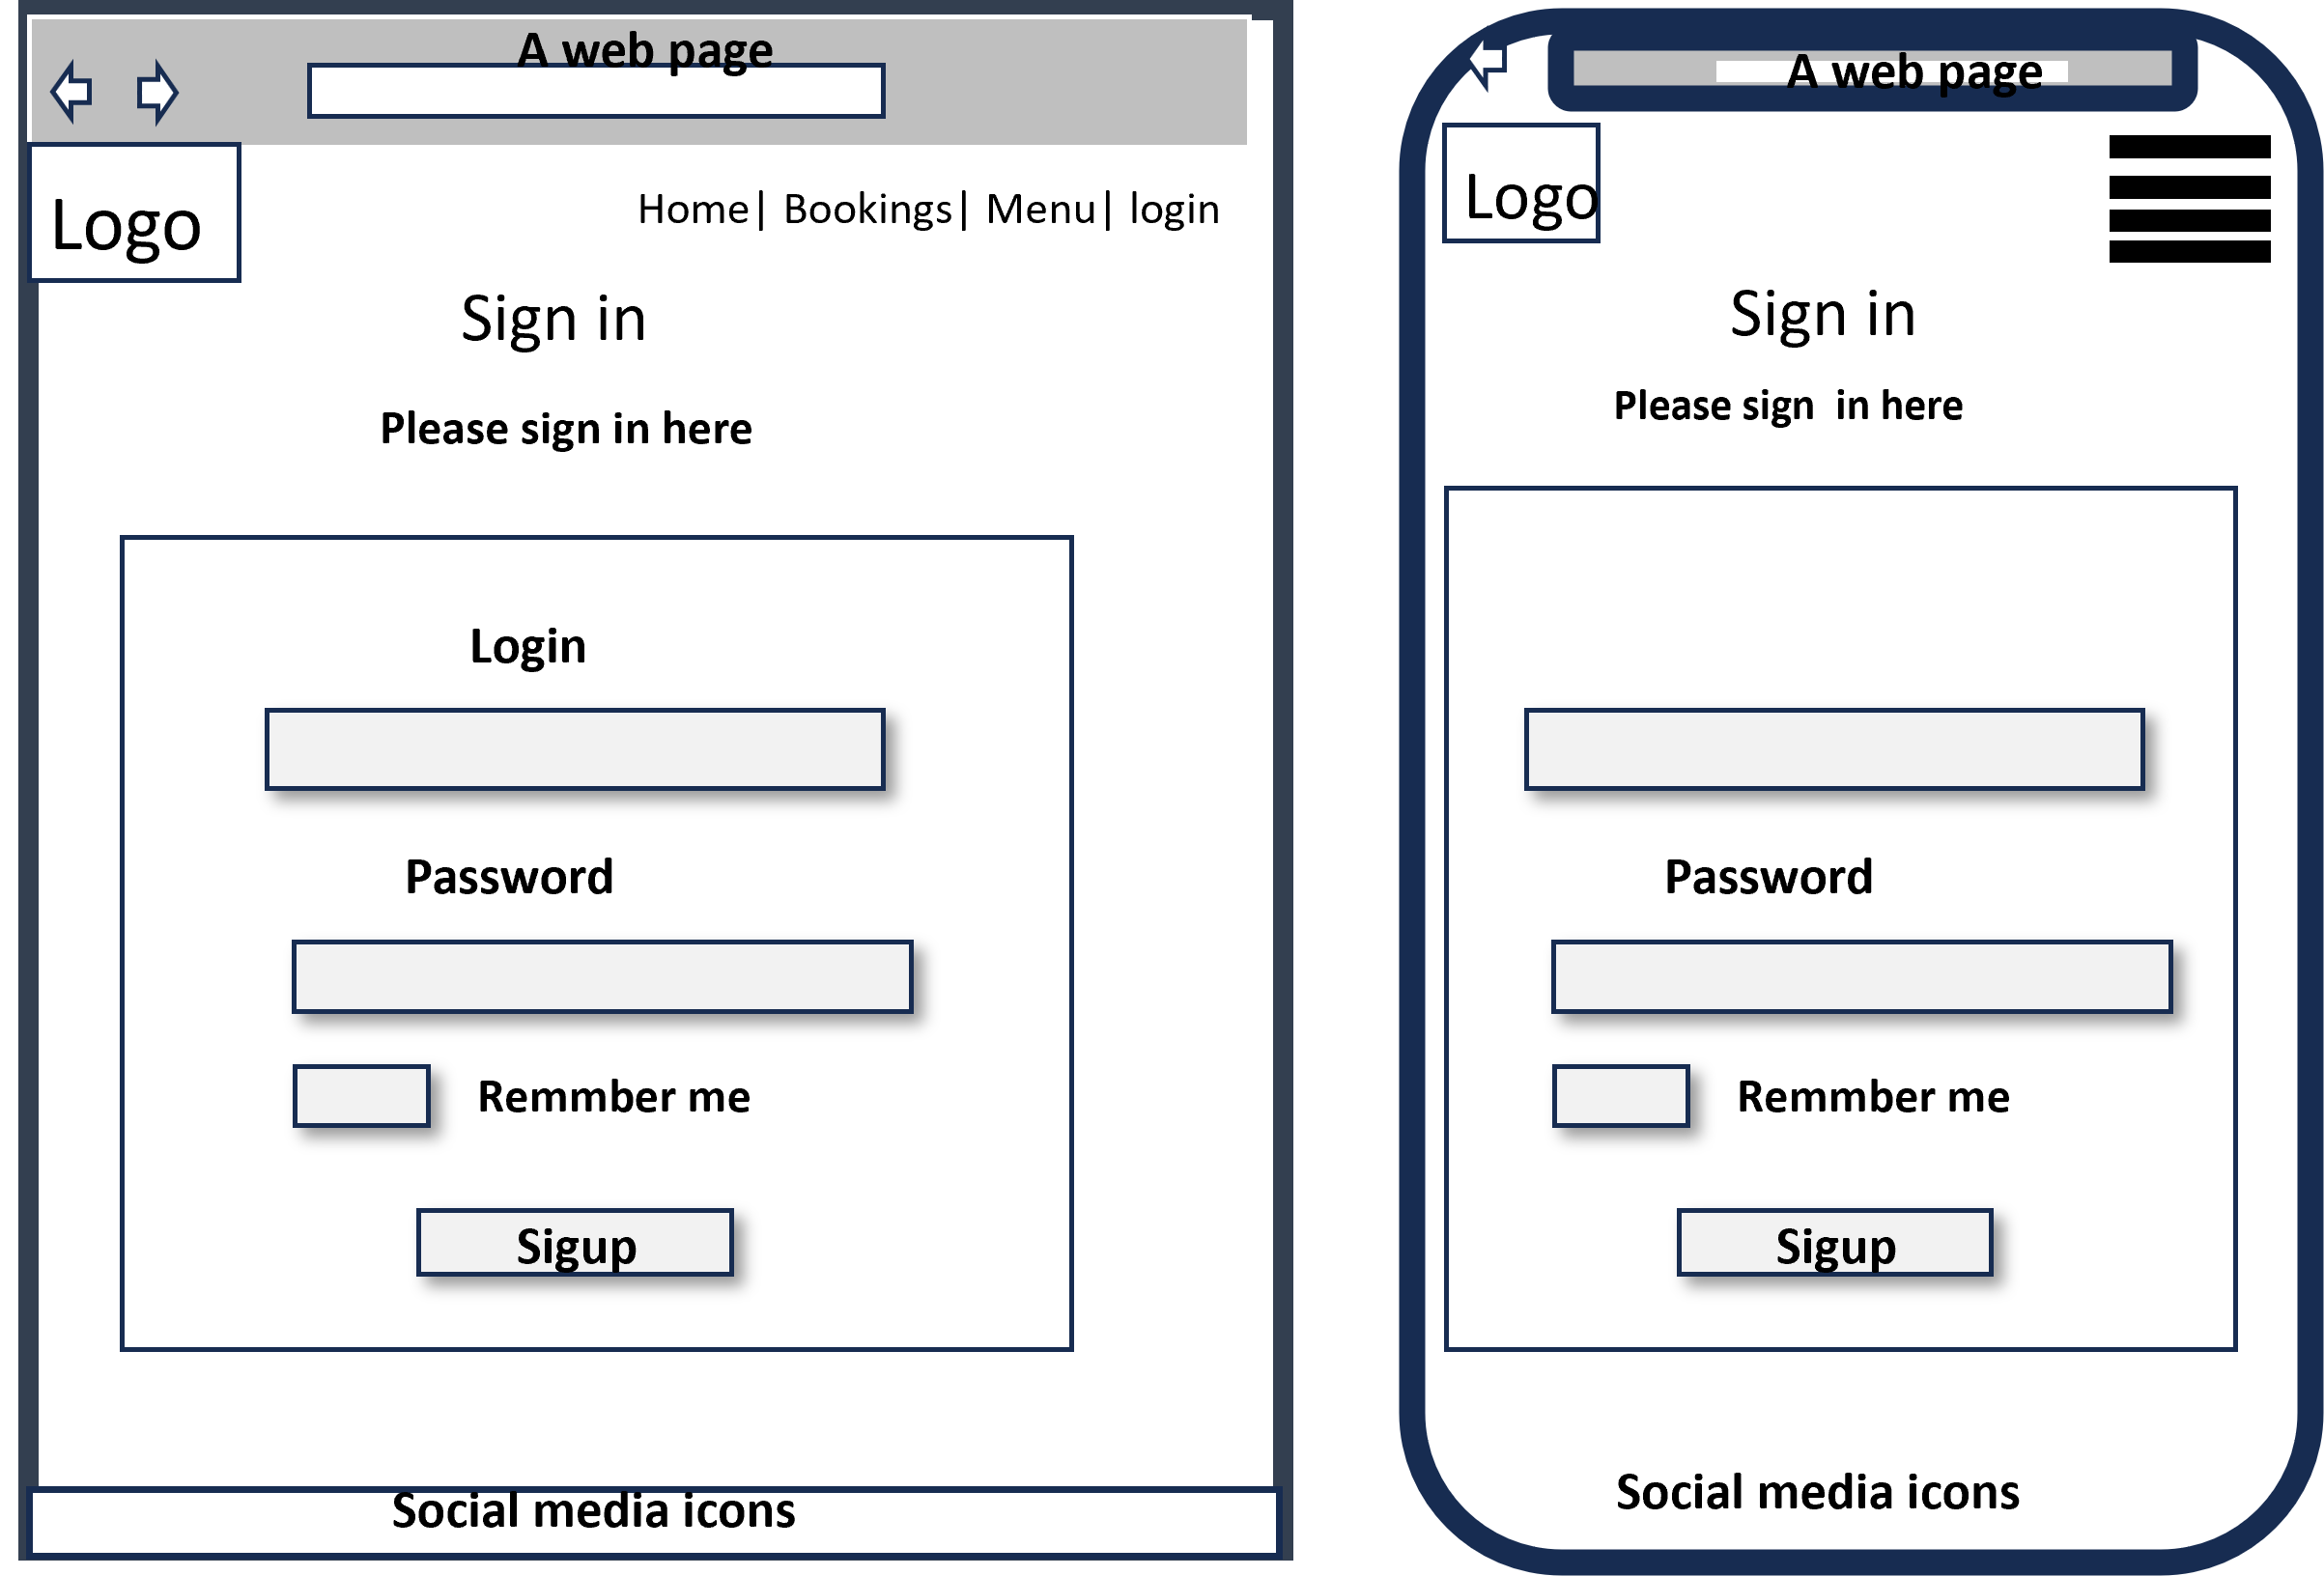 A web page
Logo
Home| Bookings| Menu| login
Sign in
Please sign in here
Login
Password
Remmber me
Sigup
Social media icons
A web page
Logo
Sign in
Please sign  in here
Password
Remmber me
Sigup
Social media icons